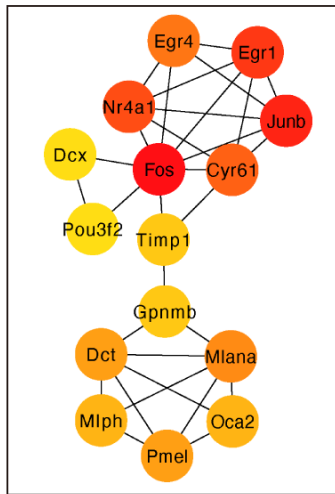 Egr4
Egr1
Nr4a1
Junb
Dcx
Fos
Cyr61
Pou3f2
Timp1
Gpnmb
Dct
Mlana
Mlph
Oca2
Pmel